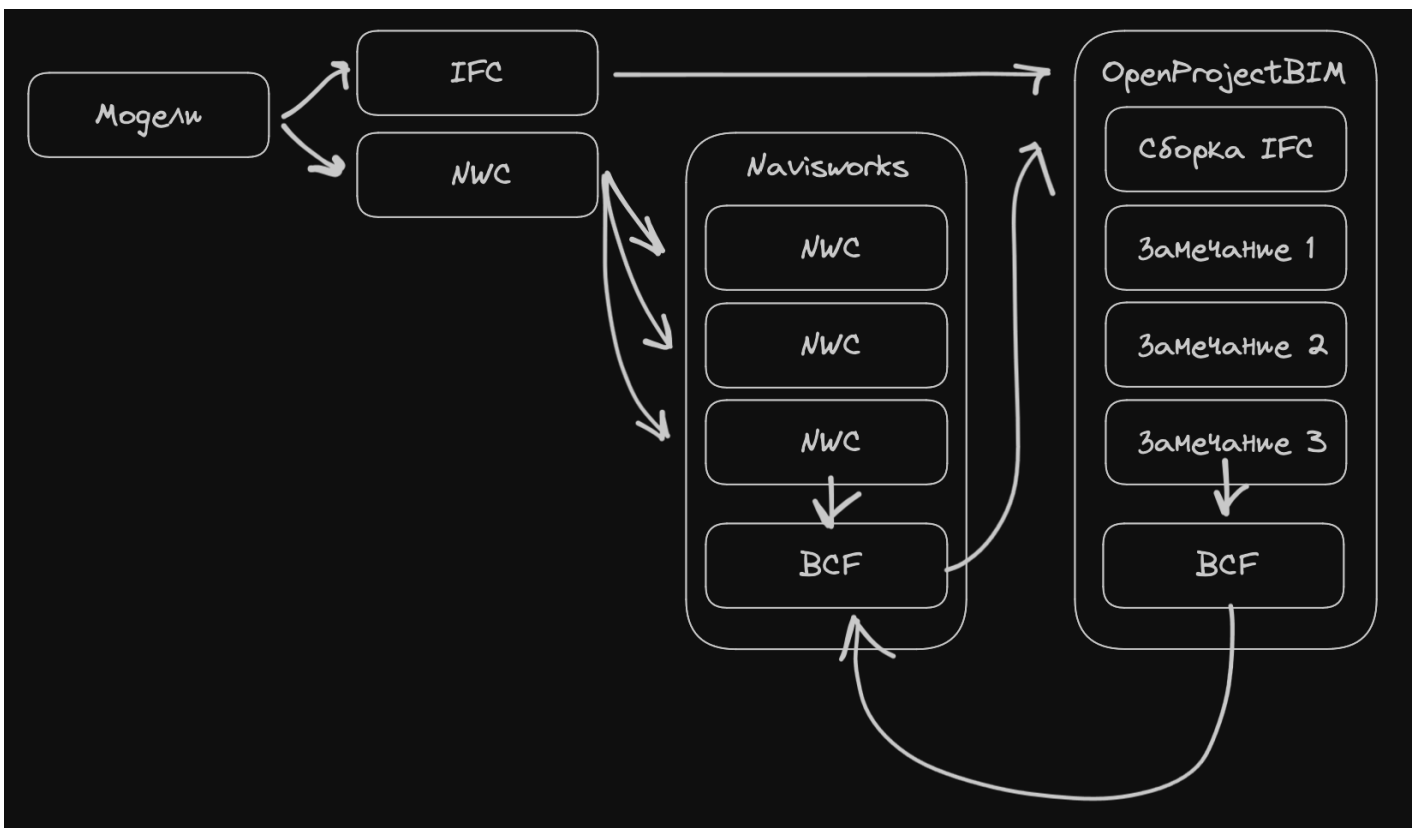 Модели
IFC
NWC
Navisworks
NWC
NWC
NWC
BCF
OpenProjectBIM
Сборка IFC
Замечание 1
Замечание 2
Замечание 3
BCF